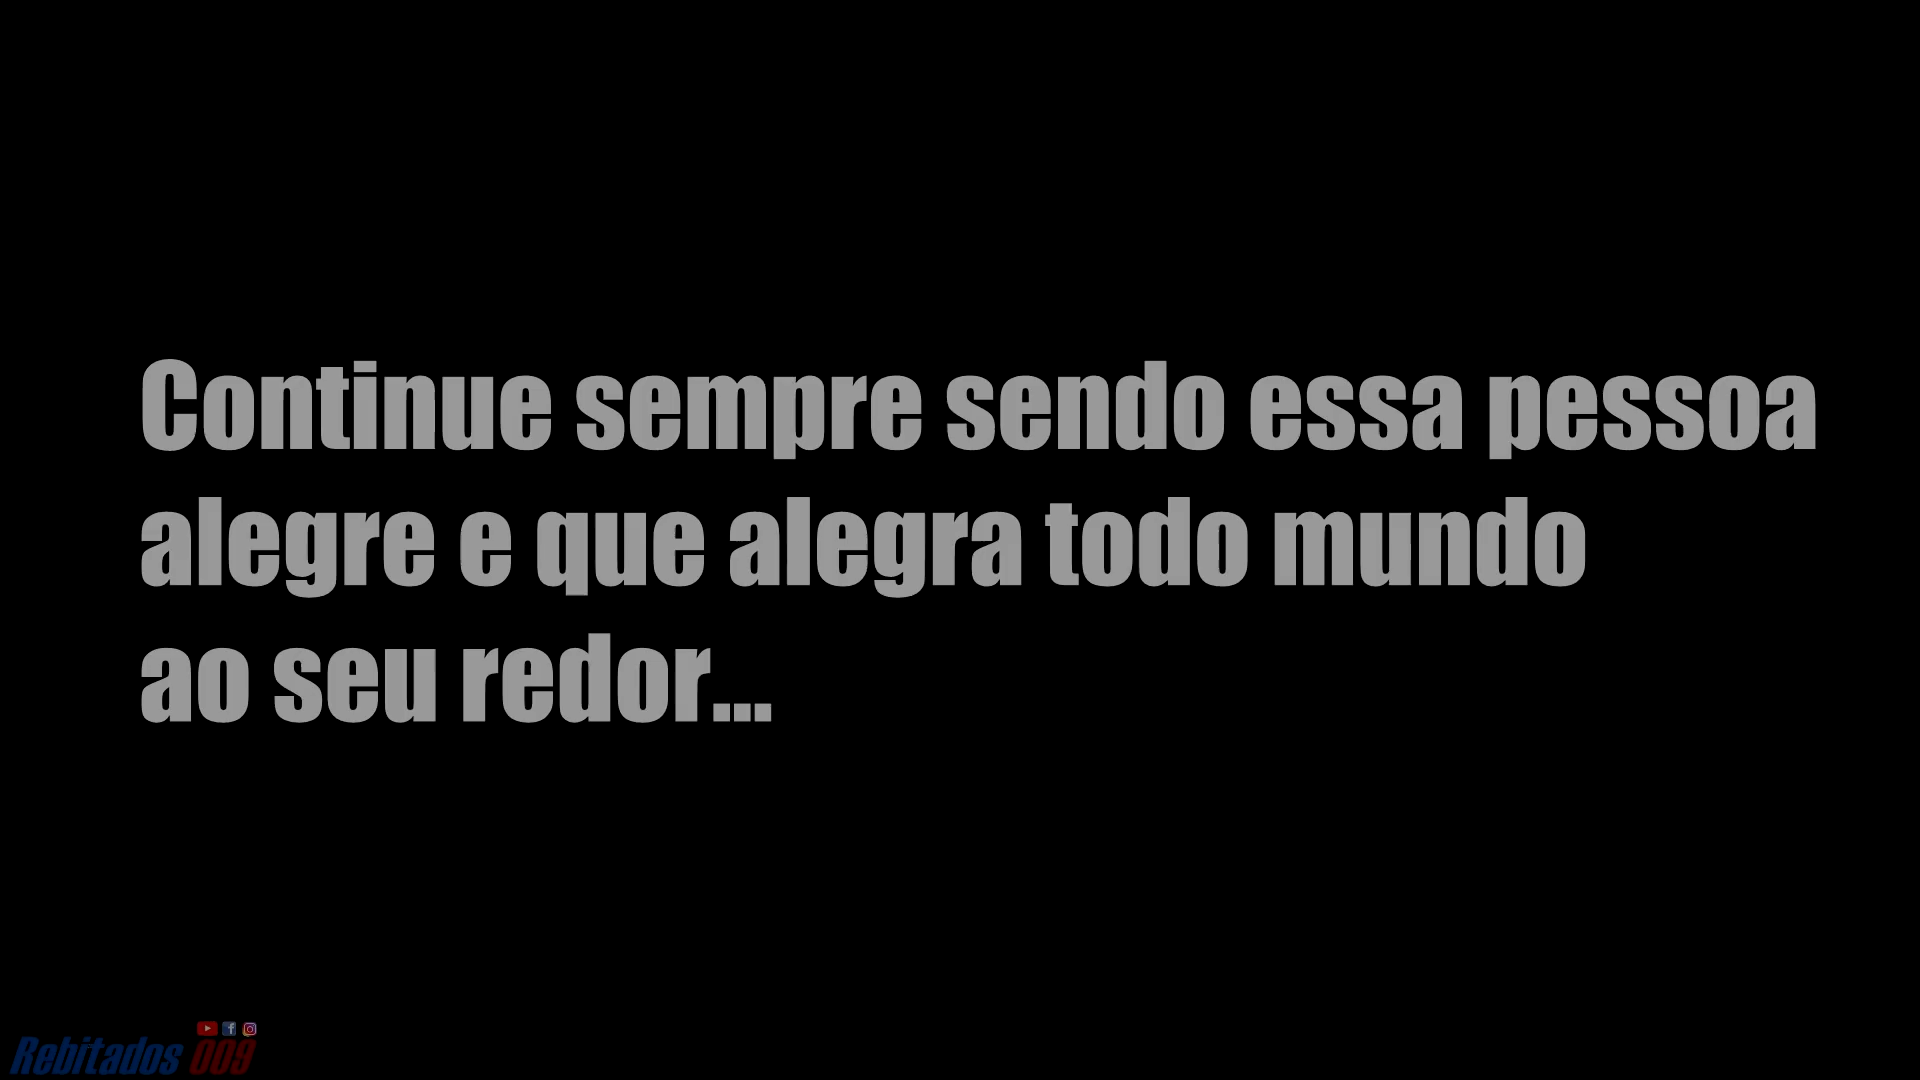 Continue sempre sendo essa pessoa
alegre e que alegra todo mundo
ao seu redor...
Rebitados 009